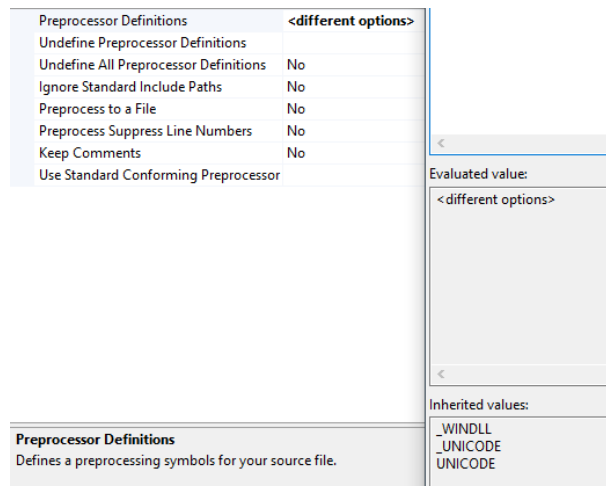 Preprocessor Definitions <different options>
Undefine Preprocessor Definitions
Undefine All Preprocessor Definitions No
Ignore Standard Include Paths No
Preprocess to a File No
Preprocess Suppress Line Numbers No
Keep Comments No
Use Standard Conforming Preprocessor
Preprocessor Definitions
Defines a preprocessing symbols for your source file.
Evaluated value:
<different options>
Inherited values:
_WINDLL
_UNICODE
UNICODE